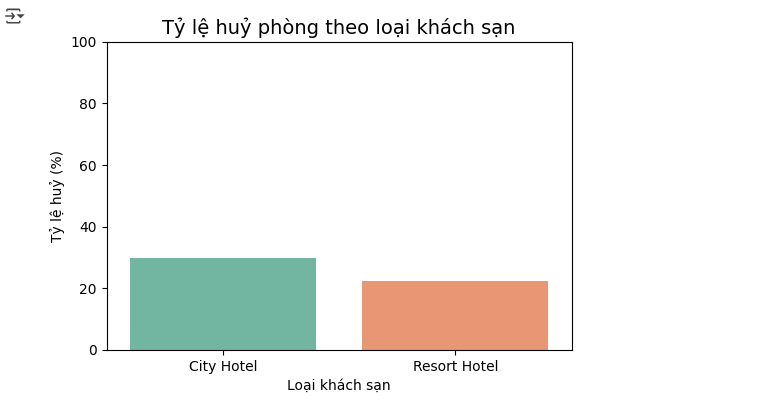 Tỷ lệ huỷ phòng theo loại khách sạn
100
80
60
40
20
0
Tỷ lệ huỷ (%)
City Hotel
Resort Hotel
Loại khách sạn